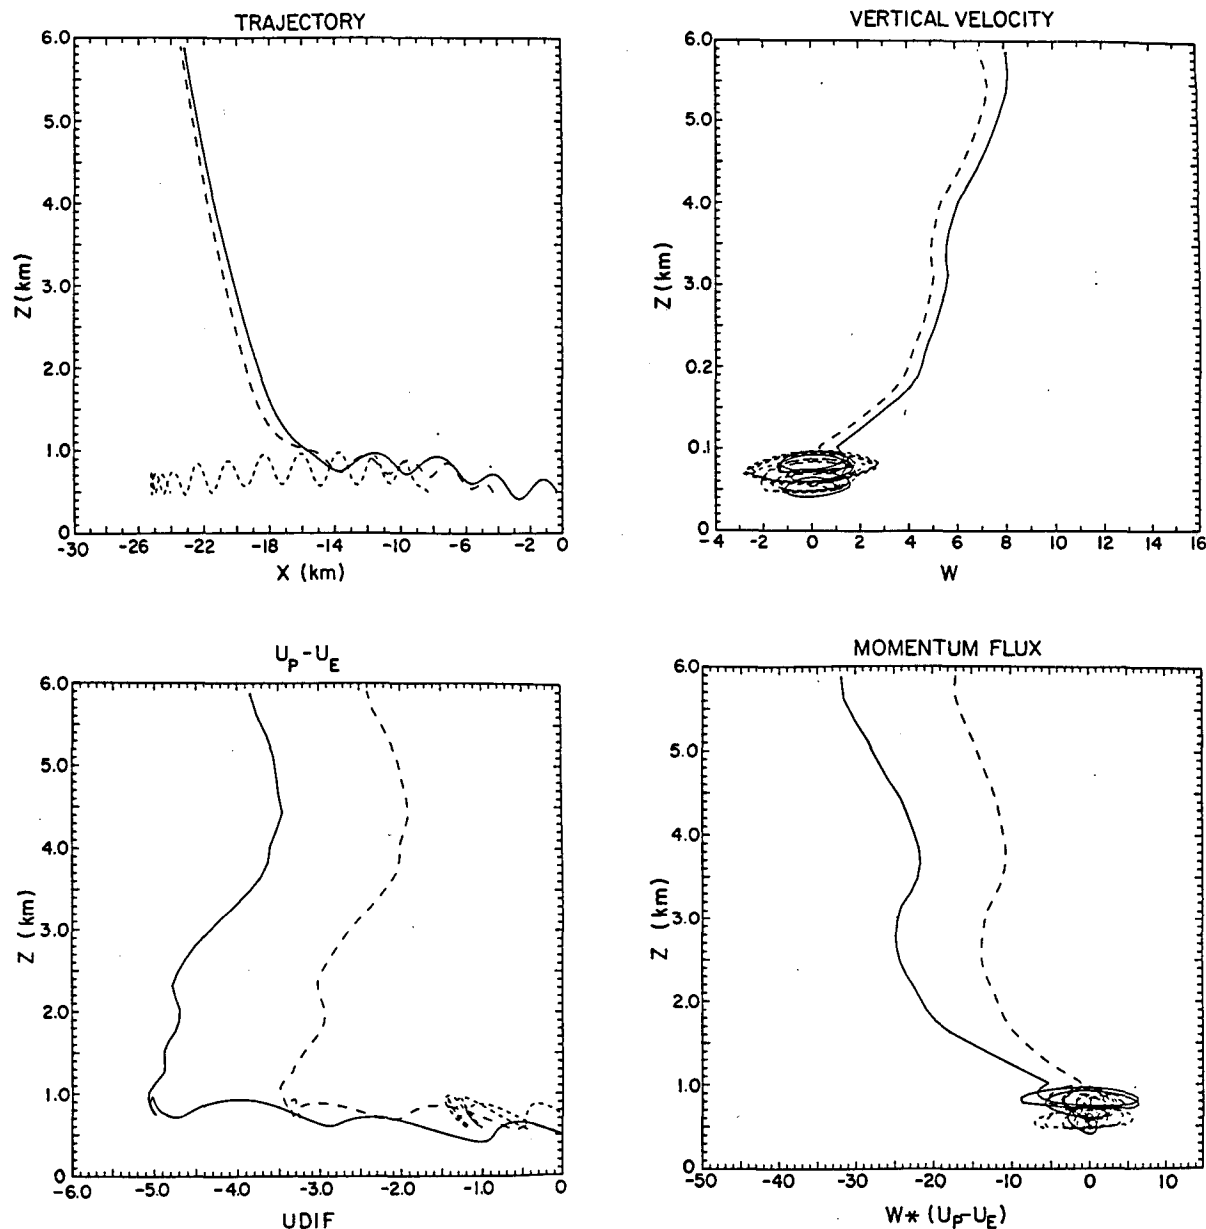 TRAJECTORY
6.0
5.0
4.0
3.0
2.0
1.0
0
Z (km)
-30 -26 -22 -18 -14 -10 -6 -2 0
X (km)
VERTICAL VELOCITY
6.0
5.0
4.0
3.0
0.2
0.1
0
Z (km)
-4 -2 0 2 4 6 8 10 12 14 16
W
U_P - U_E
6.0
5.0
4.0
3.0
2.0
1.0
0
Z (km)
-6.0 -5.0 -4.0 -3.0 -2.0 -1.0 0
UDIF
MOMENTUM FLUX
6.0
5.0
4.0
3.0
2.0
1.0
0
Z (km)
-50 -40 -30 -20 -10 0 10
W* (U_P-U_E)